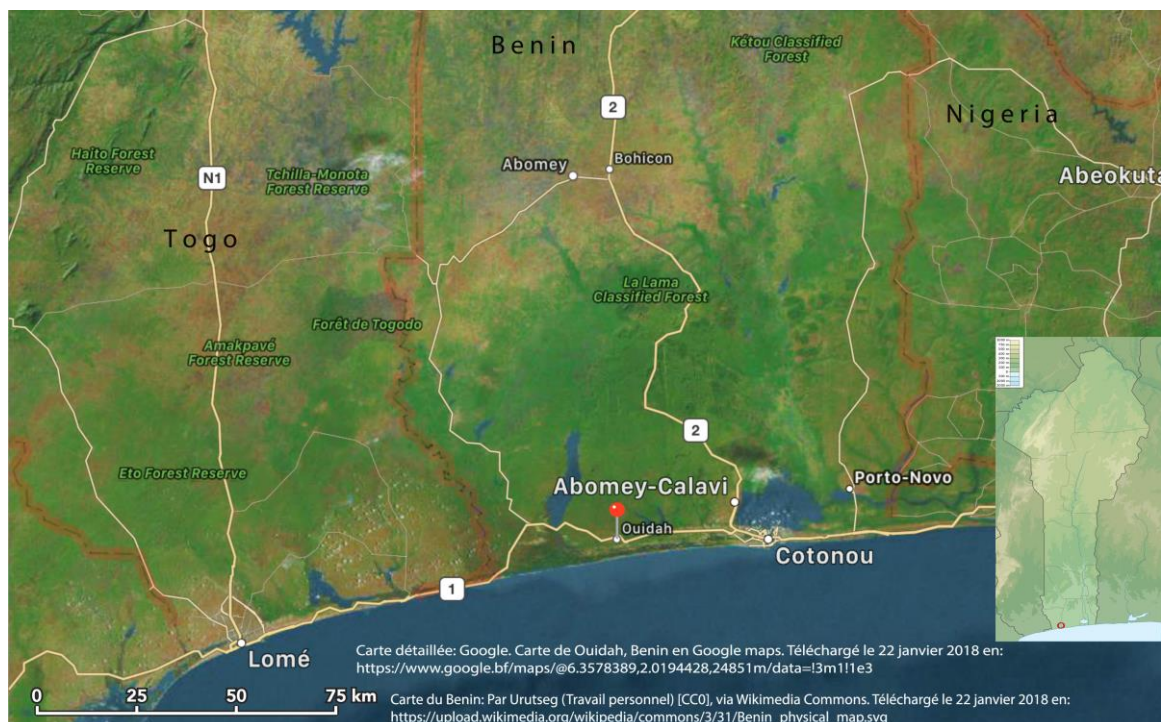 Benin
Kétou Classified
Forest
2
Nigeria
Haito Forest
Reserve
N1
Tchilla-Monota
Forest Reserve
Abomey
Bohicon
Abeokuta
Togo
La Lama
Classified Forest
Forêt de Togodo
Amakpavé
Forest Reserve
2
Eto Forest Reserve
Abomey-Calavi
Porto-Novo
Ouidah
Cotonou
1
Lomé
Carte détaillée: Google. Carte de Ouidah, Benin en Google maps. Téléchargé le 22 janvier 2018 en:
https://www.google.bf/maps/@6.3578389,2.0194428,24851m/data=!3m1!1e3
0 25 50 75 km
Carte du Benin: Par Urutseg (Travail personnel) [CC0], via Wikimedia Commons. Téléchargé le 22 janvier 2018 en:
https://upload.wikimedia.org/wikipedia/commons/3/31/Benin_physical_map.svg